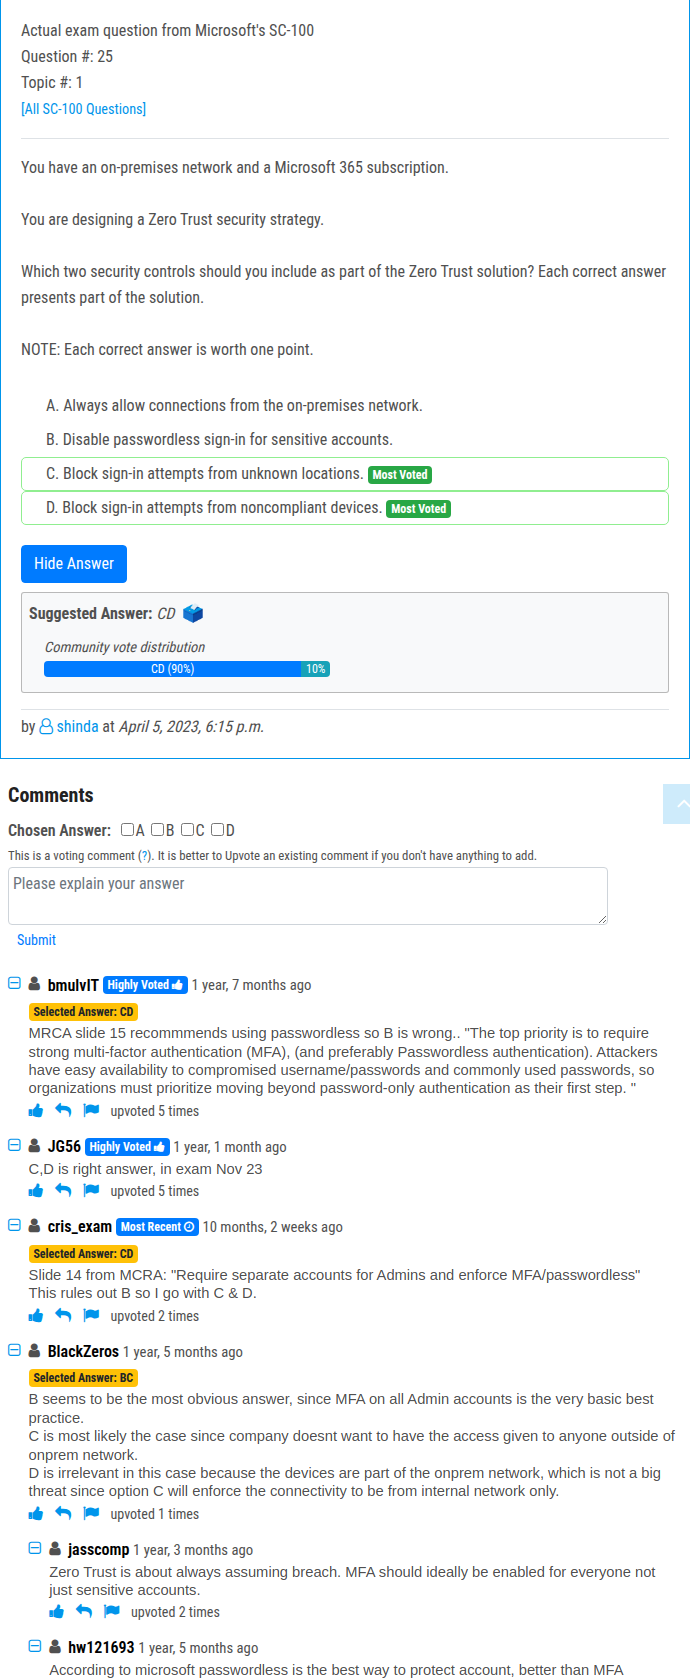 Actual exam question from Microsoft's SC-100
Question #: 25
Topic #: 1
[All SC-100 Questions]
You have an on-premises network and a Microsoft 365 subscription.
You are designing a Zero Trust security strategy.
Which two security controls should you include as part of the Zero Trust solution? Each correct answer
presents part of the solution.
NOTE: Each correct answer is worth one point.
A. Always allow connections from the on-premises network.
B. Disable passwordless sign-in for sensitive accounts.
C. Block sign-in attempts from unknown locations. Most Voted
D. Block sign-in attempts from noncompliant devices. Most Voted
Hide Answer
Suggested Answer: CD
Community vote distribution
CD (90%) 10%
by shinda at April 5, 2023, 6:15 p.m.
Comments
Chosen Answer: A B C D
This is a voting comment (?). It is better to Upvote an existing comment if you don't have anything to add.
Please explain your answer
Submit
bmulvIT Highly Voted 1 year, 7 months ago
Selected Answer: CD
MRCA slide 15 recommmends using passwordless so B is wrong.. "The top priority is to require
strong multi-factor authentication (MFA), (and preferably Passwordless authentication). Attackers
have easy availability to compromised username/passwords and commonly used passwords, so
organizations must prioritize moving beyond password-only authentication as their first step. "
upvoted 5 times
JG56 Highly Voted 1 year, 1 month ago
C,D is right answer, in exam Nov 23
upvoted 5 times
cris_exam Most Recent 10 months, 2 weeks ago
Selected Answer: CD
Slide 14 from MCRA: "Require separate accounts for Admins and enforce MFA/passwordless"
This rules out B so I go with C & D.
upvoted 2 times
BlackZeros 1 year, 5 months ago
Selected Answer: BC
B seems to be the most obvious answer, since MFA on all Admin accounts is the very basic best
practice.
C is most likely the case since company doesnt want to have the access given to anyone outside of
onprem network.
D is irrelevant in this case because the devices are part of the onprem network, which is not a big
threat since option C will enforce the connectivity to be from internal network only.
upvoted 1 times
jasscomp 1 year, 3 months ago
Zero Trust is about always assuming breach. MFA should ideally be enabled for everyone not
just sensitive accounts.
upvoted 2 times
hw121693 1 year, 5 months ago
According to microsoft passwordless is the best way to protect account, better than MFA